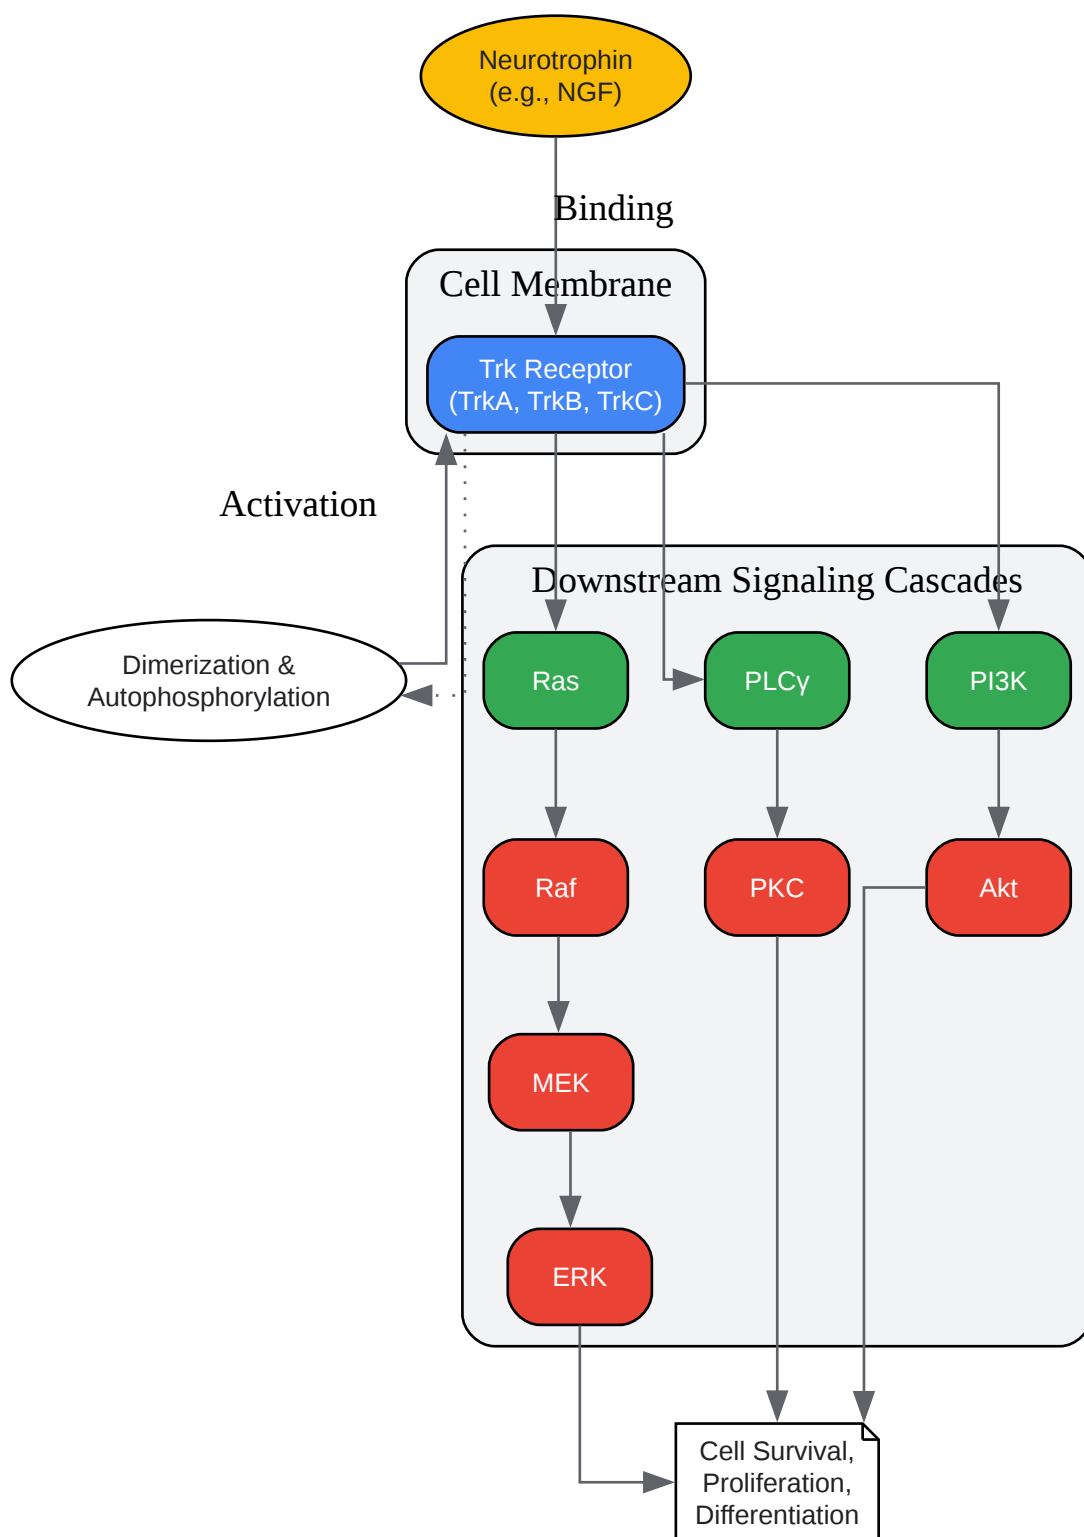 Neurotrophin
(e.g., NGF)
Binding
Cell Membrane
Trk Receptor
(TrkA, TrkB, TrkC)
Activation
Downstream Signaling Cascades
Dimerization &
Autophosphorylation
Ras
PLCγ
PI3K
Raf
PKC
Akt
MEK
ERK
Cell Survival,
Proliferation,
Differentiation